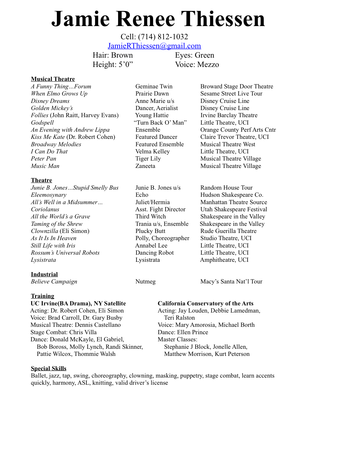 Jamie Renee Thiessen
Cell: (714) 812-1032
JamieRThiessen@gmail.com
Hair: Brown Eyes: Green
Height: 5’0” Voice: Mezzo
Musical Theatre
A Funny Thing…Forum Geminae Twin Broward Stage Door Theatre
When Elmo Grows Up Prairie Dawn Sesame Street Live Tour
Disney Dreams Anne Marie u/s Disney Cruise Line
Golden Mickey’s Dancer, Aerialist Disney Cruise Line
Follies (John Raitt, Harvey Evans) Young Hattie Irvine Barclay Theatre
Godspell “Turn Back O’ Man” Little Theatre, UCI
An Evening with Andrew Lippa Ensemble Orange County Perf Arts Cntr
Kiss Me Kate (Dr. Robert Cohen) Featured Dancer Claire Trevor Theatre, UCI
Broadway Melodies Featured Ensemble Musical Theatre West
I Can Do That Velma Kelley Little Theatre, UCI
Peter Pan Tiger Lily Musical Theatre Village
Music Man Zaneeta Musical Theatre Village
Theatre
Junie B. Jones…Stupid Smelly Bus Junie B. Jones u/s Random House Tour
Eleemosynary Echo Hudson Shakespeare Co.
All’s Well in a Midsummer… Juliet/Hermia Manhattan Theatre Source
Coriolanus Asst. Fight Director Utah Shakespeare Festival
All the World’s a Grave Third Witch Shakespeare in the Valley
Taming of the Shrew Trania u/s, Ensemble Shakespeare in the Valley
Clownzilla (Eli Simon) Plucky Butt Rude Guerilla Theatre
As It Is In Heaven Polly, Choreographer Studio Theatre, UCI
Still Life with Iris Annabel Lee Little Theatre, UCI
Rossum’s Universal Robots Dancing Robot Little Theatre, UCI
Lysistrata Lysistrata Amphitheatre, UCI
Industrial
Believe Campaign Nutmeg Macy’s Santa Nat’l Tour
Training
UC Irvine(BA Drama), NY Satellite California Conservatory of the Arts
Acting: Dr. Robert Cohen, Eli Simon Acting: Jay Louden, Debbie Lamedman,
Voice: Brad Carroll, Dr. Gary Busby Teri Ralston
Musical Theatre: Dennis Castellano Voice: Mary Amorosia, Michael Borth
Stage Combat: Chris Villa Dance: Ellen Prince
Dance: Donald McKayle, El Gabriel, Master Classes:
Bob Boross, Molly Lynch, Randi Skinner, Stephanie J Block, Jonelle Allen,
Pattie Wilcox, Thommie Walsh Matthew Morrison, Kurt Peterson
Special Skills
Ballet, jazz, tap, swing, choreography, clowning, masking, puppetry, stage combat, learn accents
quickly, harmony, ASL, knitting, valid driver’s license